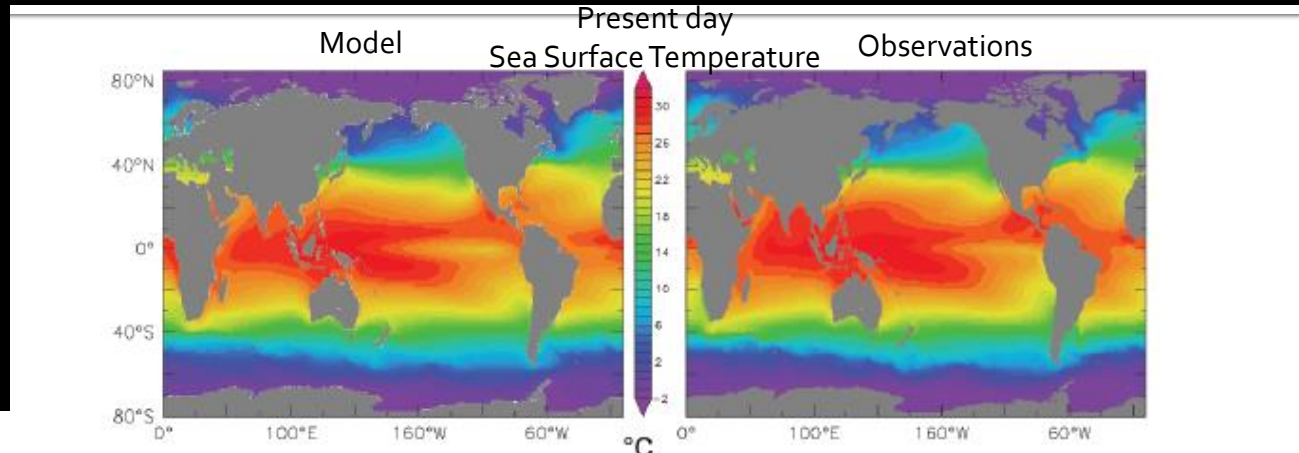 Present day
Model
Sea Surface Temperature
Observations
80°N
40°N
0°
40°S
80°S
0°
100°E
160°W
60°W
30
26
22
18
14
10
6
2
-2
°C
0°
100°E
160°W
60°W